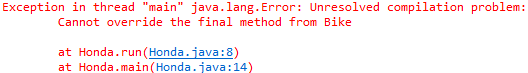 Exception in thread "main" java.lang.Error: Unresolved compilation problem:
Cannot override the final method from Bike
at Honda.run(Honda.java:8)
at Honda.main(Honda.java:14)